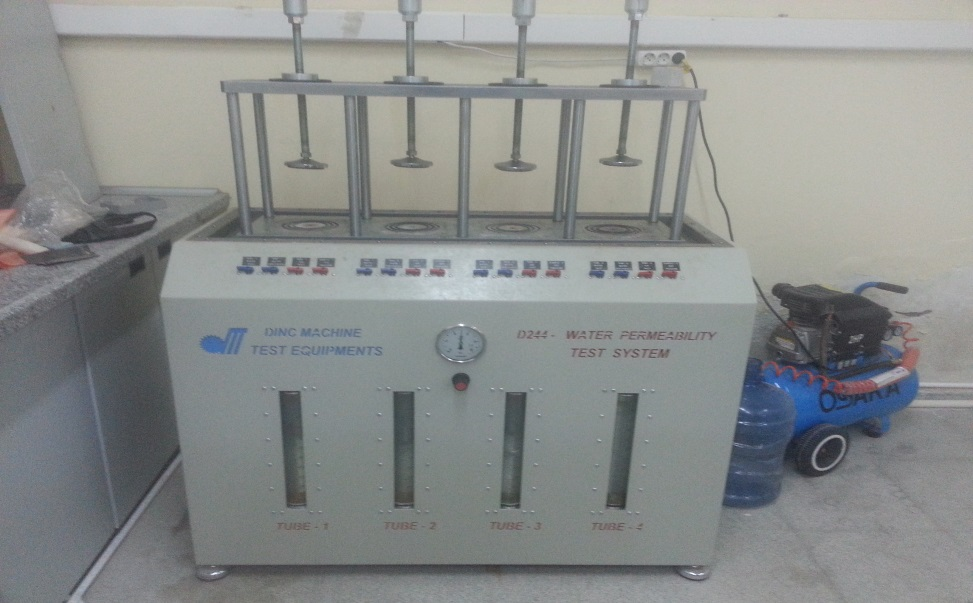 DINC MACHINE
TEST EQUIPMENTS
D244 - WATER PERMEABILITY
TEST SYSTEM
TUBE - 1
TUBE - 2
TUBE - 3
TUBE - 4
OSAKA